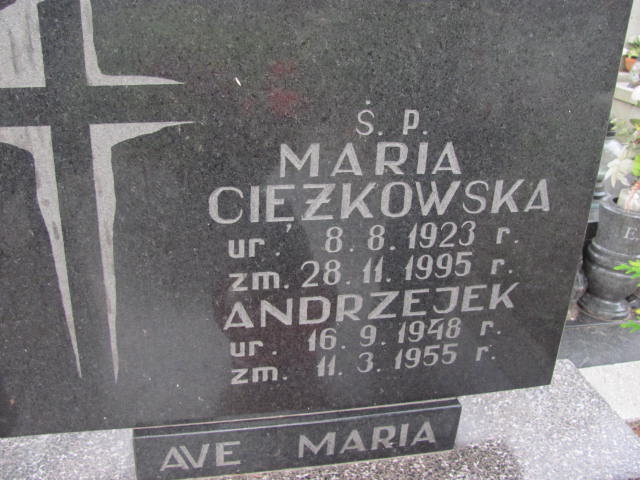 Ś. P.
MARIA
CIĘŻKOWSKA
ur. 8. 8. 1923 r.
zm. 28. 11. 1995 r.
ANDRZEJEK
ur. 16. 9. 1948 r.
zm. 11. 3. 1955 r.
AVE MARIA